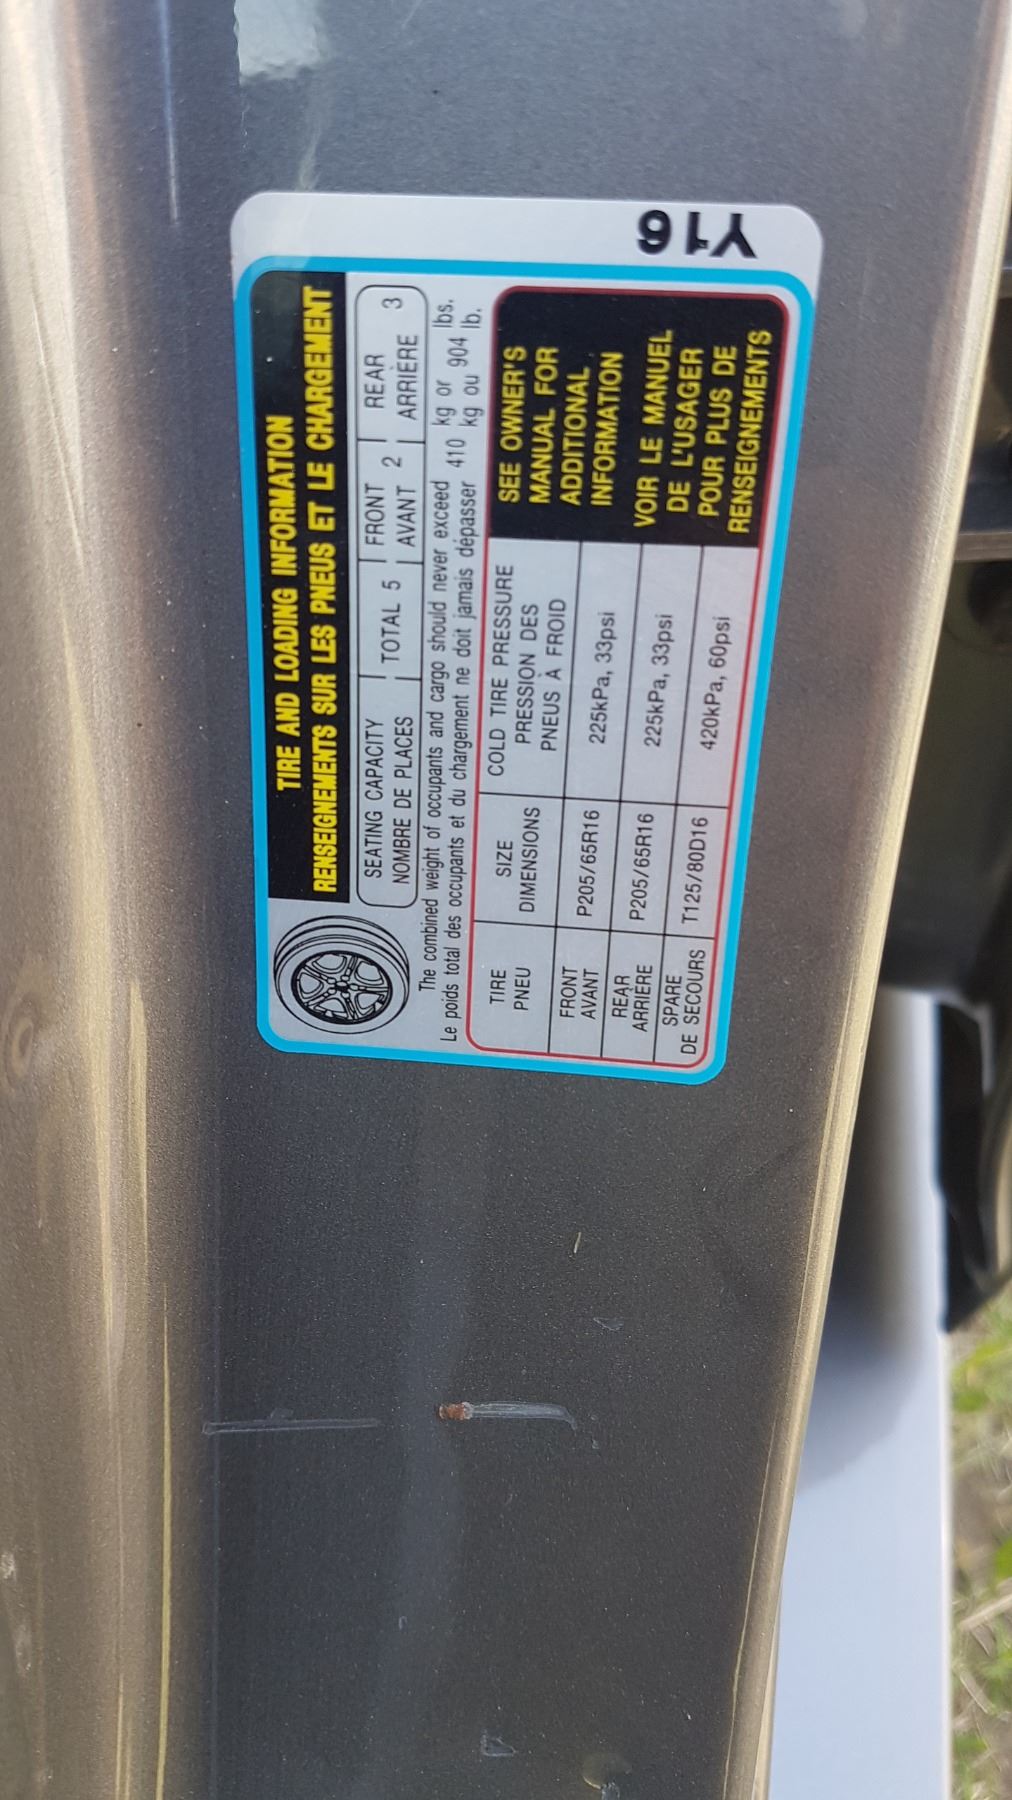 TIRE AND LOADING INFORMATION
RENSEIGNEMENTS SUR LES PNEUS ET LE CHARGEMENT
SEATING CAPACITY
NOMBRE DE PLACES
TOTAL 5
FRONT
AVANT 2
REAR
ARRIÈRE 3
The combined weight of occupants and cargo should never exceed 410 kg or lbs.
Le poids total des occupants et du chargement ne doit jamais dépasser kg ou 904 lb.
TIRE
PNEU
SIZE
DIMENSIONS
COLD TIRE PRESSURE
PRESSION DES
PNEUS À FROID
FRONT
AVANT
P205/65R16
225kPa, 33psi
REAR
ARRIÈRE
P205/65R16
225kPa, 33psi
SPARE
DE SECOURS
T125/80D16
420kPa, 60psi
SEE OWNER'S
MANUAL FOR
ADDITIONAL
INFORMATION
VOIR LE MANUEL
DE L'USAGER
POUR PLUS DE
RENSEIGNEMENTS
Y16